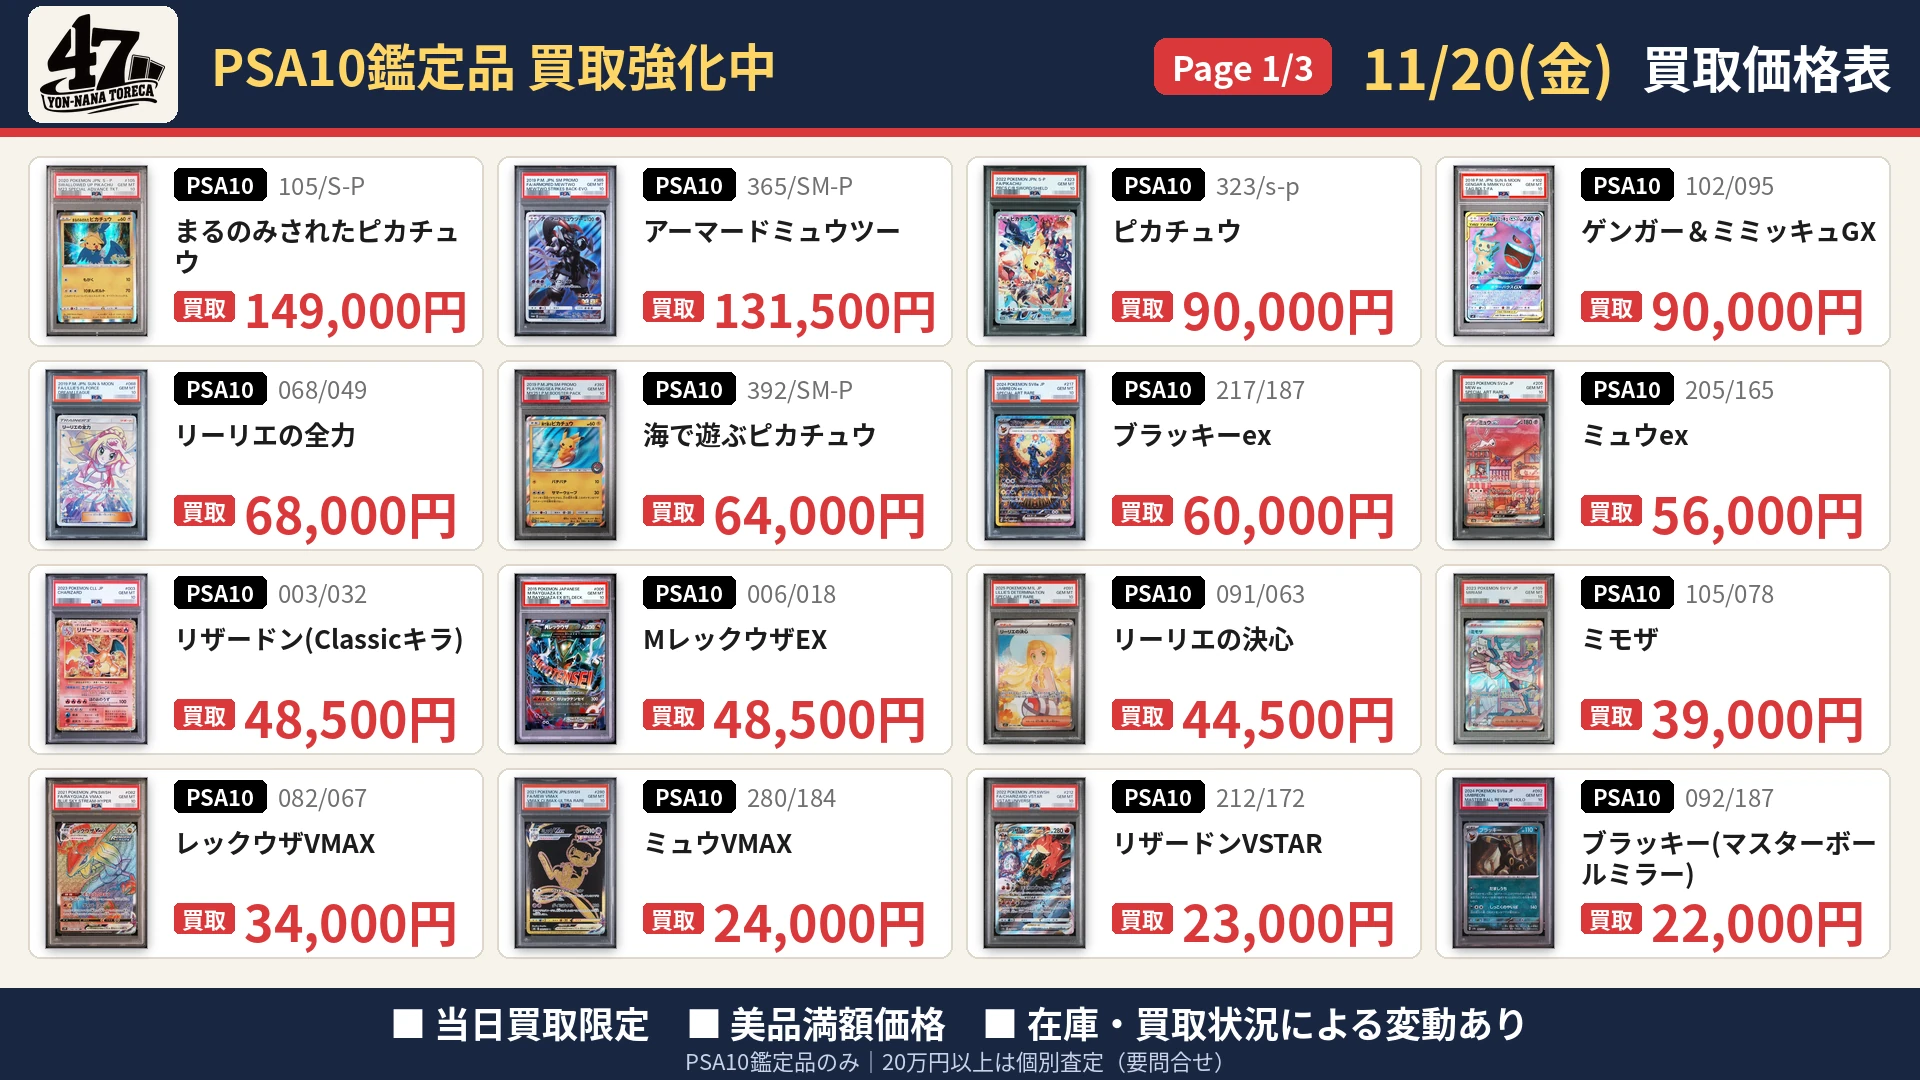 47
YON-NANA TORECA
PSA10鑑定品 買取強化中
Page 1/3
11/20(金) 買取価格表
PSA10 105/S-P
まるのみされたピカチュ
ウ
買取 149,000円
PSA10 365/SM-P
アーマードミュウツー
買取 131,500円
PSA10 323/s-p
ピカチュウ
買取 90,000円
PSA10 102/095
ゲンガー＆ミミッキュGX
買取 90,000円
PSA10 068/049
リーリエの全力
買取 68,000円
PSA10 392/SM-P
海で遊ぶピカチュウ
買取 64,000円
PSA10 217/187
ブラッキーex
買取 60,000円
PSA10 205/165
ミュウex
買取 56,000円
PSA10 003/032
リザードン(Classicキラ)
買取 48,500円
PSA10 006/018
MレックウザEX
買取 48,500円
PSA10 091/063
リーリエの決心
買取 44,500円
PSA10 105/078
ミモザ
買取 39,000円
PSA10 082/067
レックウザVMAX
買取 34,000円
PSA10 280/184
ミュウVMAX
買取 24,000円
PSA10 212/172
リザードンVSTAR
買取 23,000円
PSA10 092/187
ブラッキー(マスターボー
ルミラー)
買取 22,000円
■ 当日買取限定 ■ 美品満額価格 ■ 在庫・買取状況による変動あり
PSA10鑑定品のみ｜20万円以上は個別査定（要問合せ）